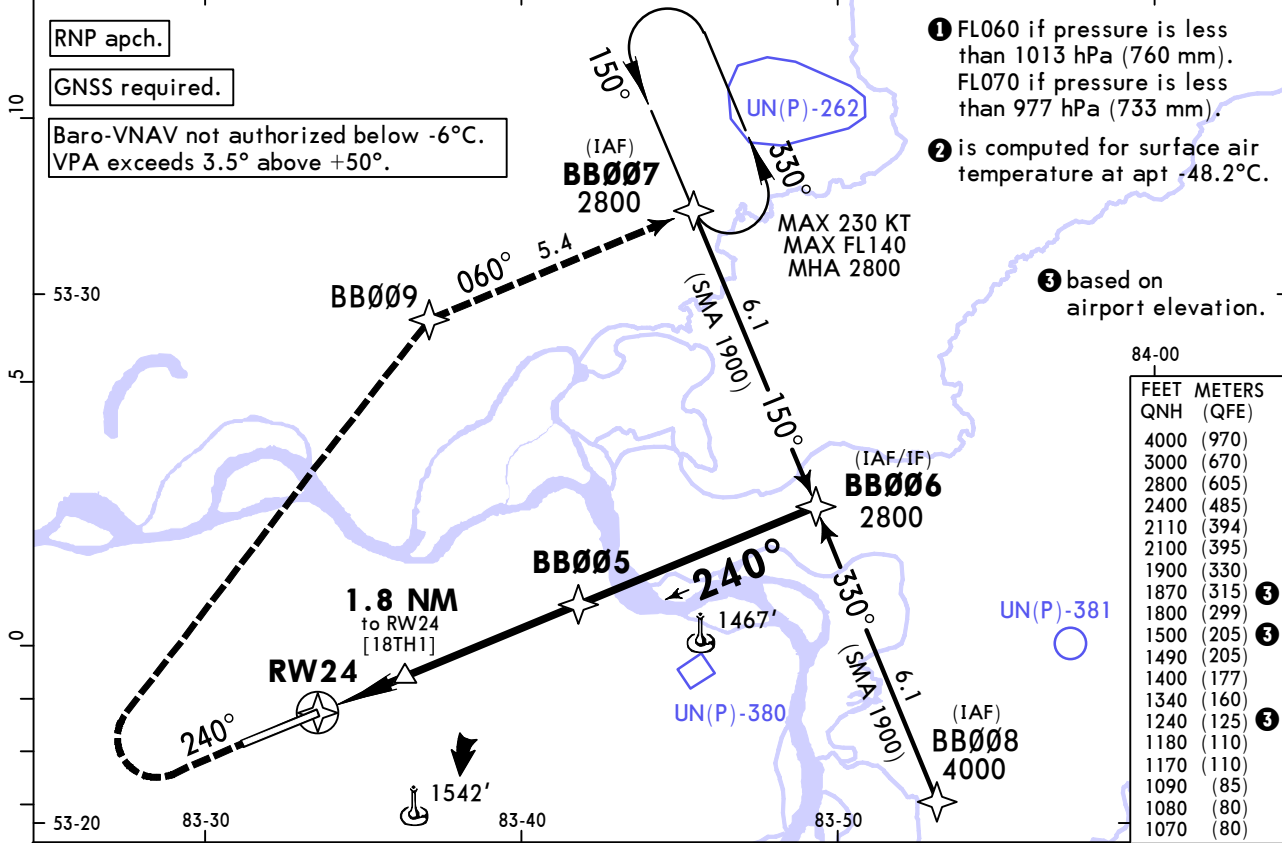 RNP apch.
GNSS required.
Baro-VNAV not authorized below -6°C.
VPA exceeds 3.5° above +50°.
❶ FL060 if pressure is less
than 1013 hPa (760 mm).
FL070 if pressure is less
than 977 hPa (733 mm).
❷ is computed for surface air
temperature at apt -48.2°C.
❸ based on
airport elevation.
150°
UN(P)-262
330°
(IAF)
BBØØ7
2800
MAX 230 KT
MAX FL140
MHA 2800
10
060° 5.4
BBØØ9
53-30
6.1
(SMA 1900)
150°
5
(IAF/IF)
BBØØ6
2800
BBØØ5
240°
1.8 NM
to RW24
[18TH1]
1467'
330°
UN(P)-381
0
RW24
6.1
(SMA 1900)
UN(P)-380
240°
(IAF)
BBØØ8
4000
1542'
53-20
83-30
83-40
83-50
84-00
FEET METERS
QNH (QFE)
4000 (970)
3000 (670)
2800 (605)
2400 (485)
2110 (394)
2100 (395)
1900 (330)
1870 (315) ❸
1800 (299)
1500 (205) ❸
1490 (205)
1400 (177)
1340 (160)
1240 (125) ❸
1180 (110)
1170 (110)
1090 (85)
1080 (80)
1070 (80)